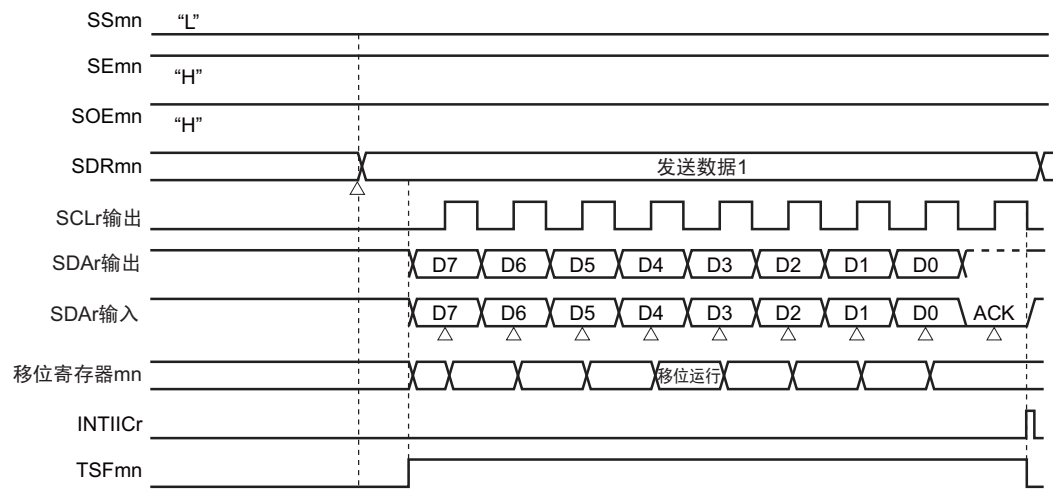 SSmn “L”
SEmn “H”
SOEmn “H”
SDRmn 发送数据1
SCLr输出
SDAr输出 D7 D6 D5 D4 D3 D2 D1 D0
SDAr输入 D7 D6 D5 D4 D3 D2 D1 D0 ACK
移位寄存器mn 移位运行
INTIICr
TSFmn